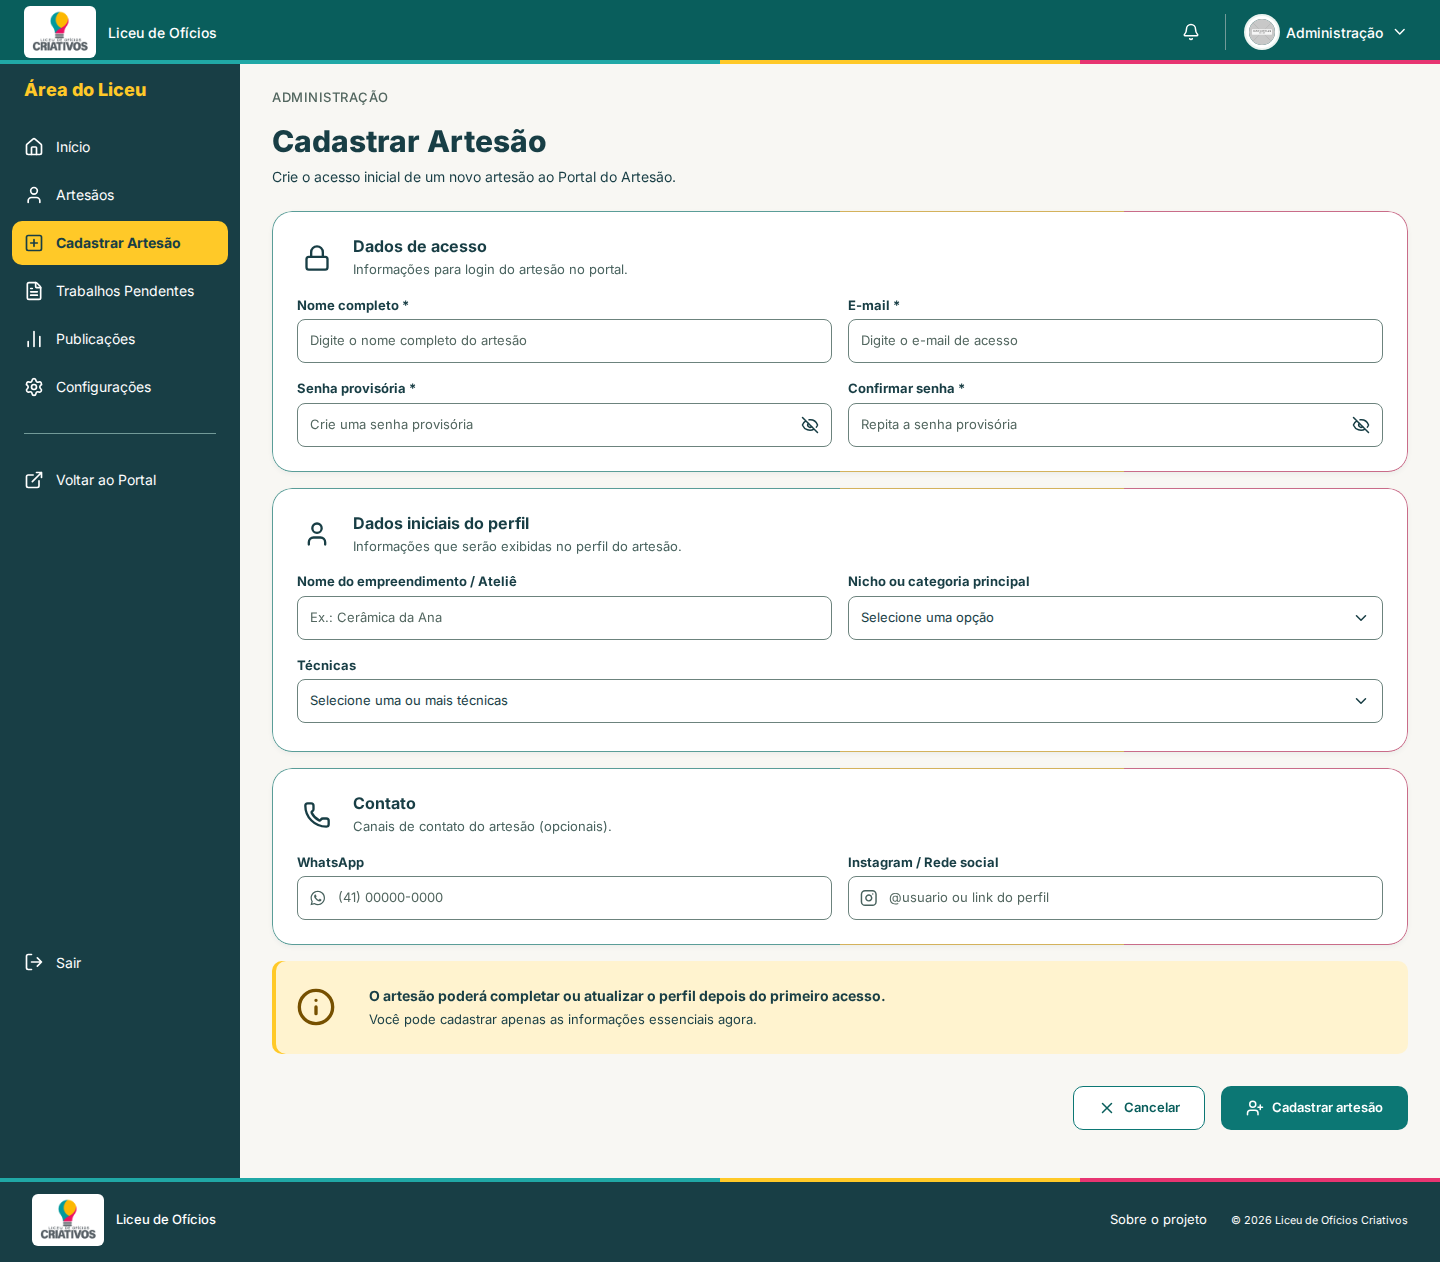 LICEU DE OFÍCIOS
CRIATIVOS
Liceu de Ofícios
Administração
Área do Liceu
Início
Artesãos
Cadastrar Artesão
Trabalhos Pendentes
Publicações
Configurações
Voltar ao Portal
Sair
ADMINISTRAÇÃO
Cadastrar Artesão
Crie o acesso inicial de um novo artesão ao Portal do Artesão.
Dados de acesso
Informações para login do artesão no portal.
Nome completo *
E-mail *
Digite o nome completo do artesão
Digite o e-mail de acesso
Senha provisória *
Confirmar senha *
Crie uma senha provisória
Repita a senha provisória
Dados iniciais do perfil
Informações que serão exibidas no perfil do artesão.
Nome do empreendimento / Ateliê
Nicho ou categoria principal
Ex.: Cerâmica da Ana
Selecione uma opção
Técnicas
Selecione uma ou mais técnicas
Contato
Canais de contato do artesão (opcionais).
WhatsApp
Instagram / Rede social
(41) 00000-0000
@usuario ou link do perfil
O artesão poderá completar ou atualizar o perfil depois do primeiro acesso.
Você pode cadastrar apenas as informações essenciais agora.
Cancelar
Cadastrar artesão
LICEU DE OFÍCIOS
CRIATIVOS
Liceu de Ofícios
Sobre o projeto
© 2026 Liceu de Ofícios Criativos